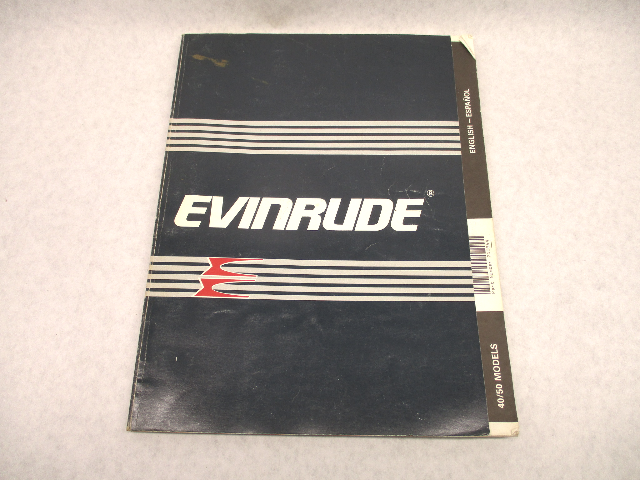 EVINRUDE®
ENGLISH – ESPAÑOL
40/50 MODELS